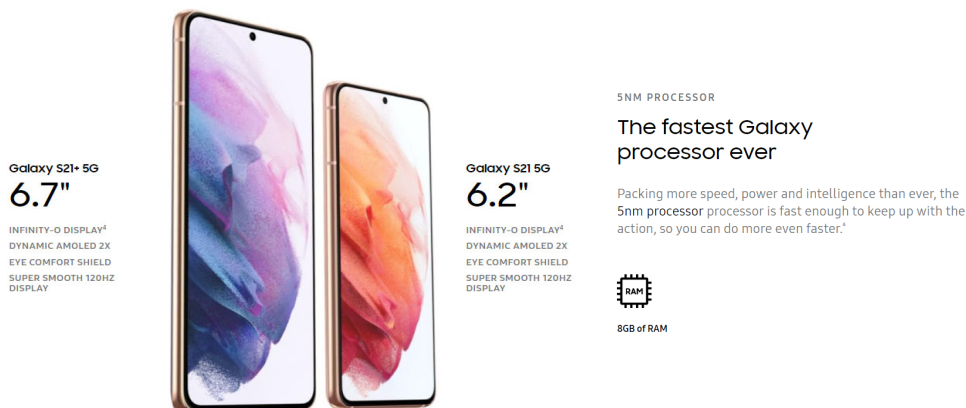 Galaxy S21+ 5G
6.7"
INFINITY-O DISPLAY⁴
DYNAMIC AMOLED 2X
EYE COMFORT SHIELD
SUPER SMOOTH 120HZ
DISPLAY
Galaxy S21 5G
6.2"
INFINITY-O DISPLAY⁴
DYNAMIC AMOLED 2X
EYE COMFORT SHIELD
SUPER SMOOTH 120HZ
DISPLAY
5NM PROCESSOR
The fastest Galaxy
processor ever
Packing more speed, power and intelligence than ever, the
5nm processor processor is fast enough to keep up with the
action, so you can do more even faster.*
RAM
8GB of RAM